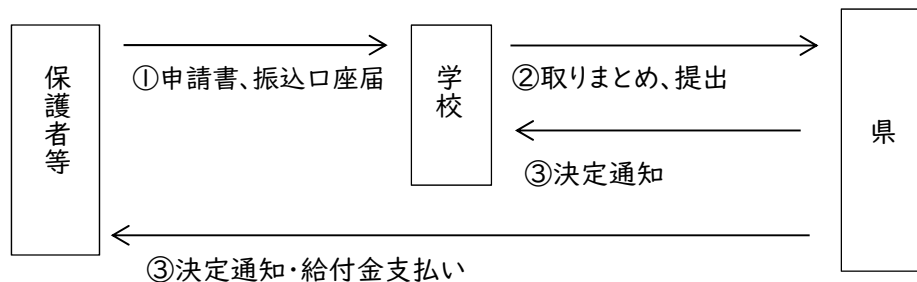 保護者等
①申請書、振込口座届
学校
②取りまとめ、提出
③決定通知
県
③決定通知・給付金支払い